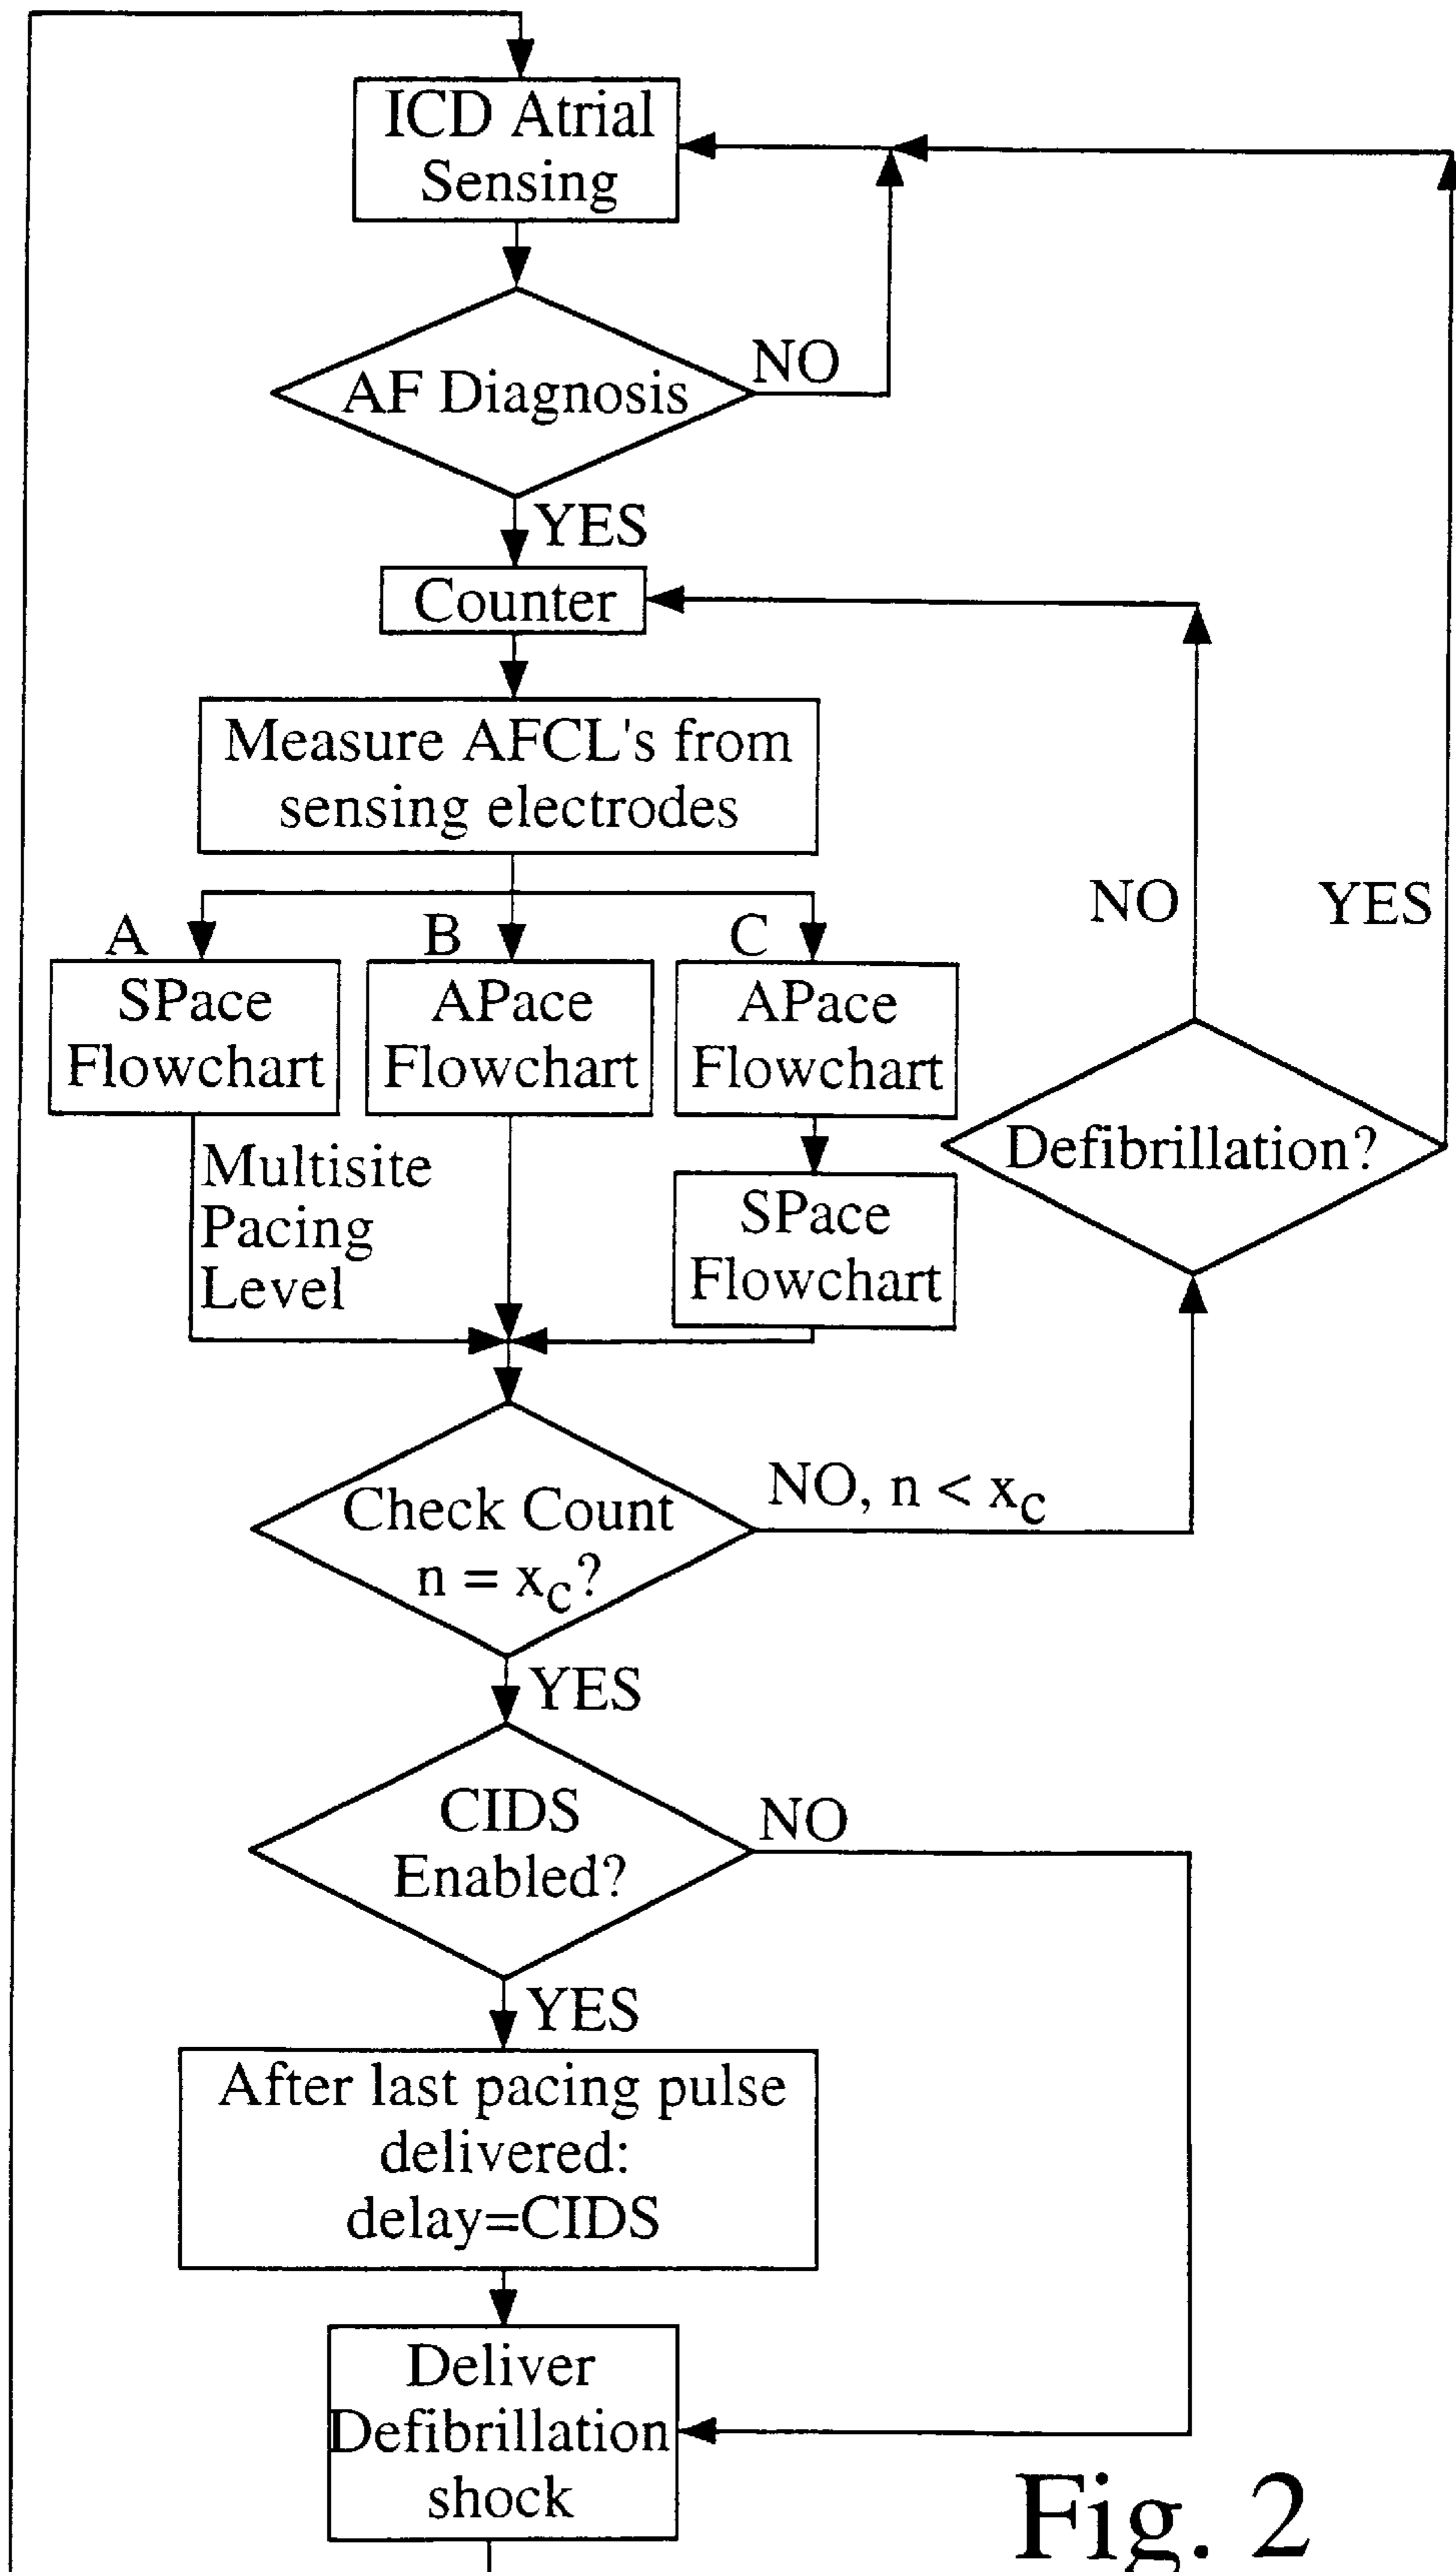 ICD Atrial
Sensing
AF Diagnosis
NO
YES
Counter
Measure AFCL's from
sensing electrodes
A
B
C
SPace
Flowchart
APace
Flowchart
APace
Flowchart
NO
YES
Defibrillation?
Multisite
Pacing
Level
SPace
Flowchart
Check Count
n = xC?
NO, n < xC
YES
CIDS
Enabled?
NO
YES
After last pacing pulse
delivered:
delay=CIDS
Deliver
Defibrillation
shock
Fig. 2